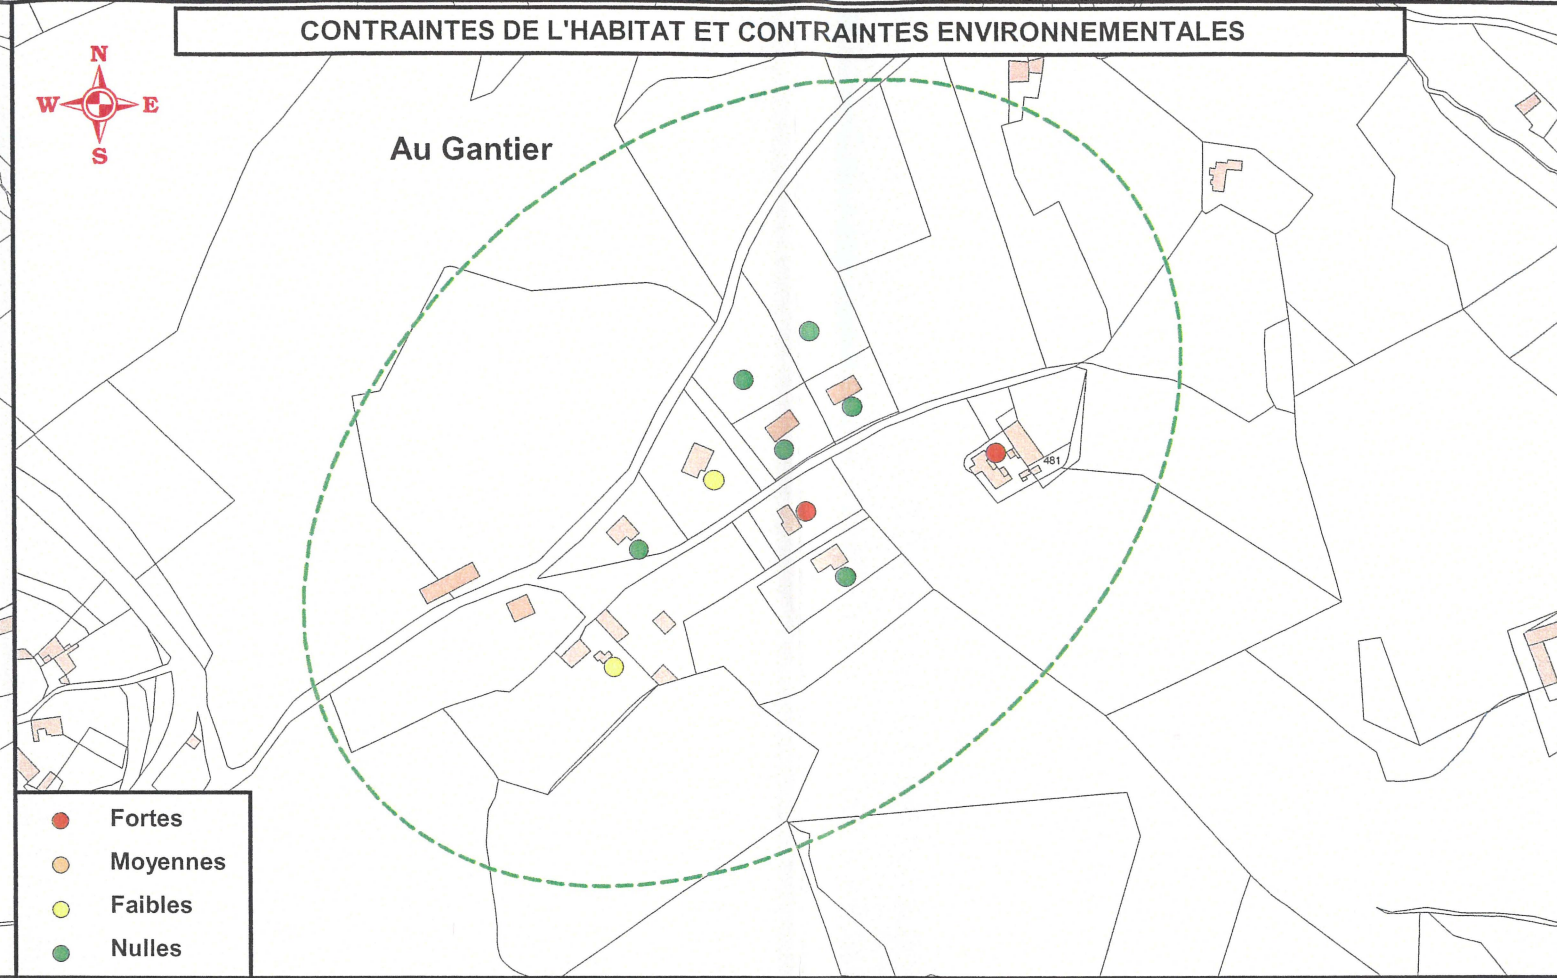 CONTRAINTES DE L'HABITAT ET CONTRAINTES ENVIRONNEMENTALES
N
W E
S
Au Gantier
481
Fortes
Moyennes
Faibles
Nulles